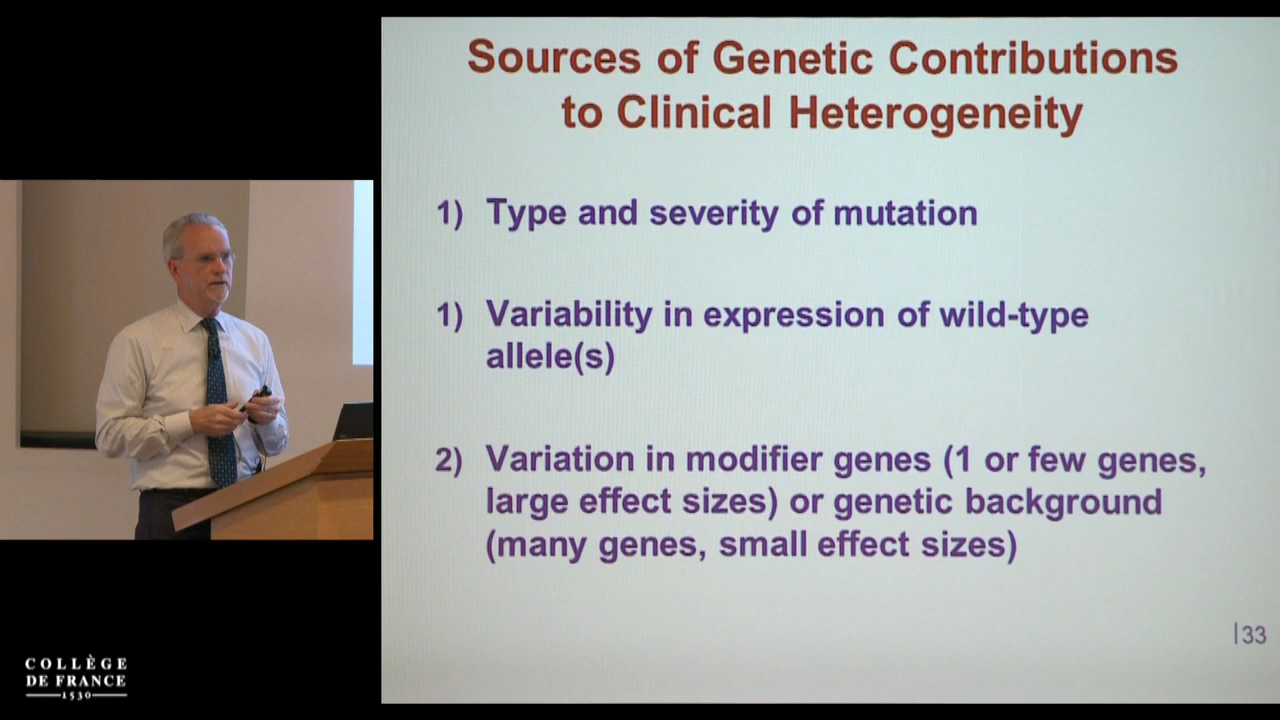 Sources of Genetic Contributions
to Clinical Heterogeneity
1) Type and severity of mutation
1) Variability in expression of wild-type
allele(s)
2) Variation in modifier genes (1 or few genes,
large effect sizes) or genetic background
(many genes, small effect sizes)
33
COLLÈGE
DE FRANCE
1530